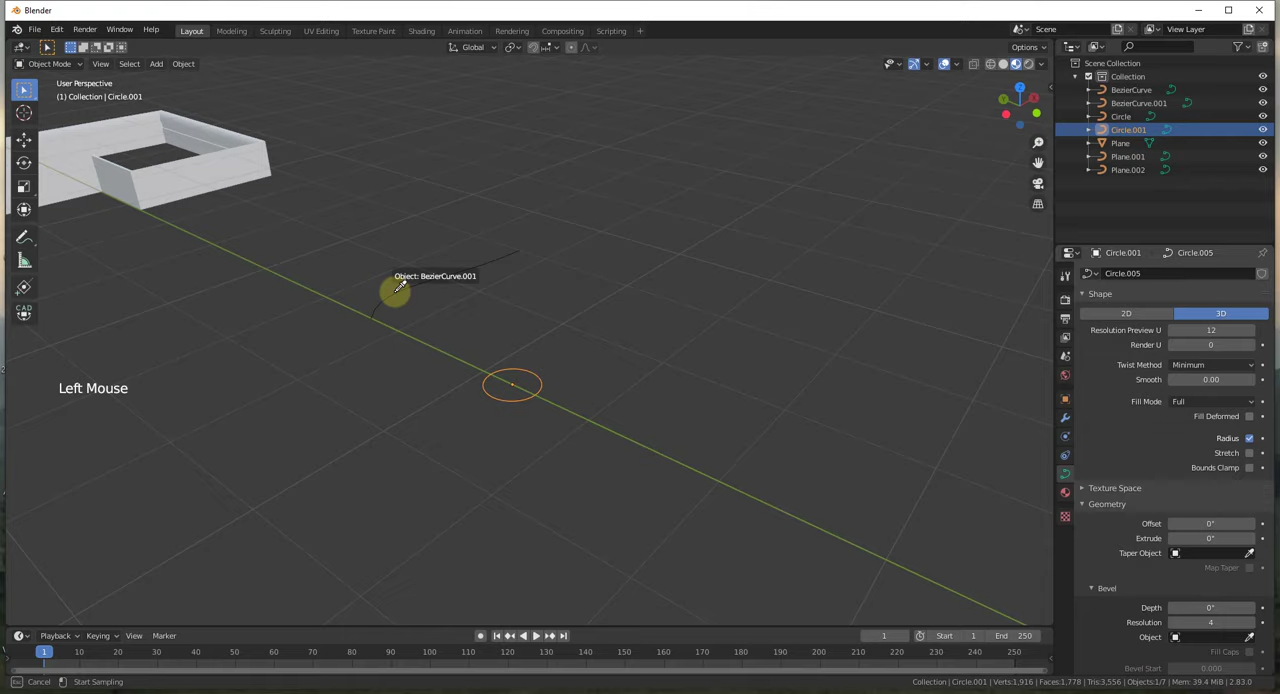 Blender
File Edit Render Window Help Layout Modeling Sculpting UV Editing Texture Paint Shading Animation Rendering Compositing Scripting + Scene View Layer
Global Options
Object Mode View Select Add Object
User Perspective
(1) Collection | Circle.001
CAD
Object: BezierCurve.001
Left Mouse
X
Y
Z
Scene Collection
Collection
BezierCurve
BezierCurve.001
Circle
Circle.001
Plane
Plane.001
Plane.002
Circle.001 Circle.005
Circle.005
Shape
2D 3D
Resolution Preview U 12
Render U 0
Twist Method Minimum
Smooth 0.00
Fill Mode Full
Fill Deformed
Radius
Stretch
Bounds Clamp
Texture Space
Geometry
Offset 0°
Extrude 0°
Taper Object
Map Taper
Bevel
Depth 0°
Resolution 4
Object
Fill Caps
Bevel Start 0.000
Playback Keying View Marker 1 Start 1 End 250
1 10 20 30 40 50 60 70 80 90 100 110 120 130 140 150 160 170 180 190 200 210 220 230 240 250
Esc Cancel Start Sampling Collection | Circle.001 | Verts:1,916 | Faces:1,778 | Tris:3,556 | Objects:1/7 | Mem: 39.4 MiB | 2.83.0